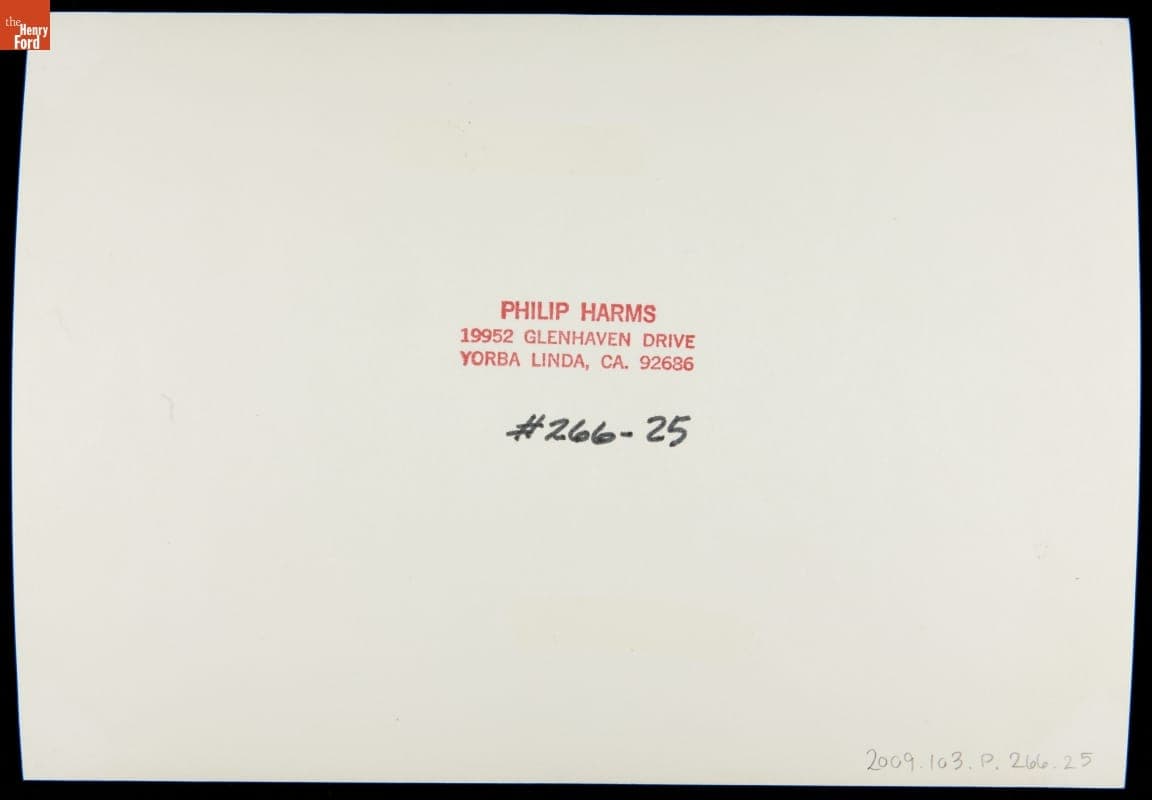 the
Henry
Ford
PHILIP HARMS
19952 GLENHAVEN DRIVE
YORBA LINDA, CA. 92686
#266-25
2009.103.P.266.25